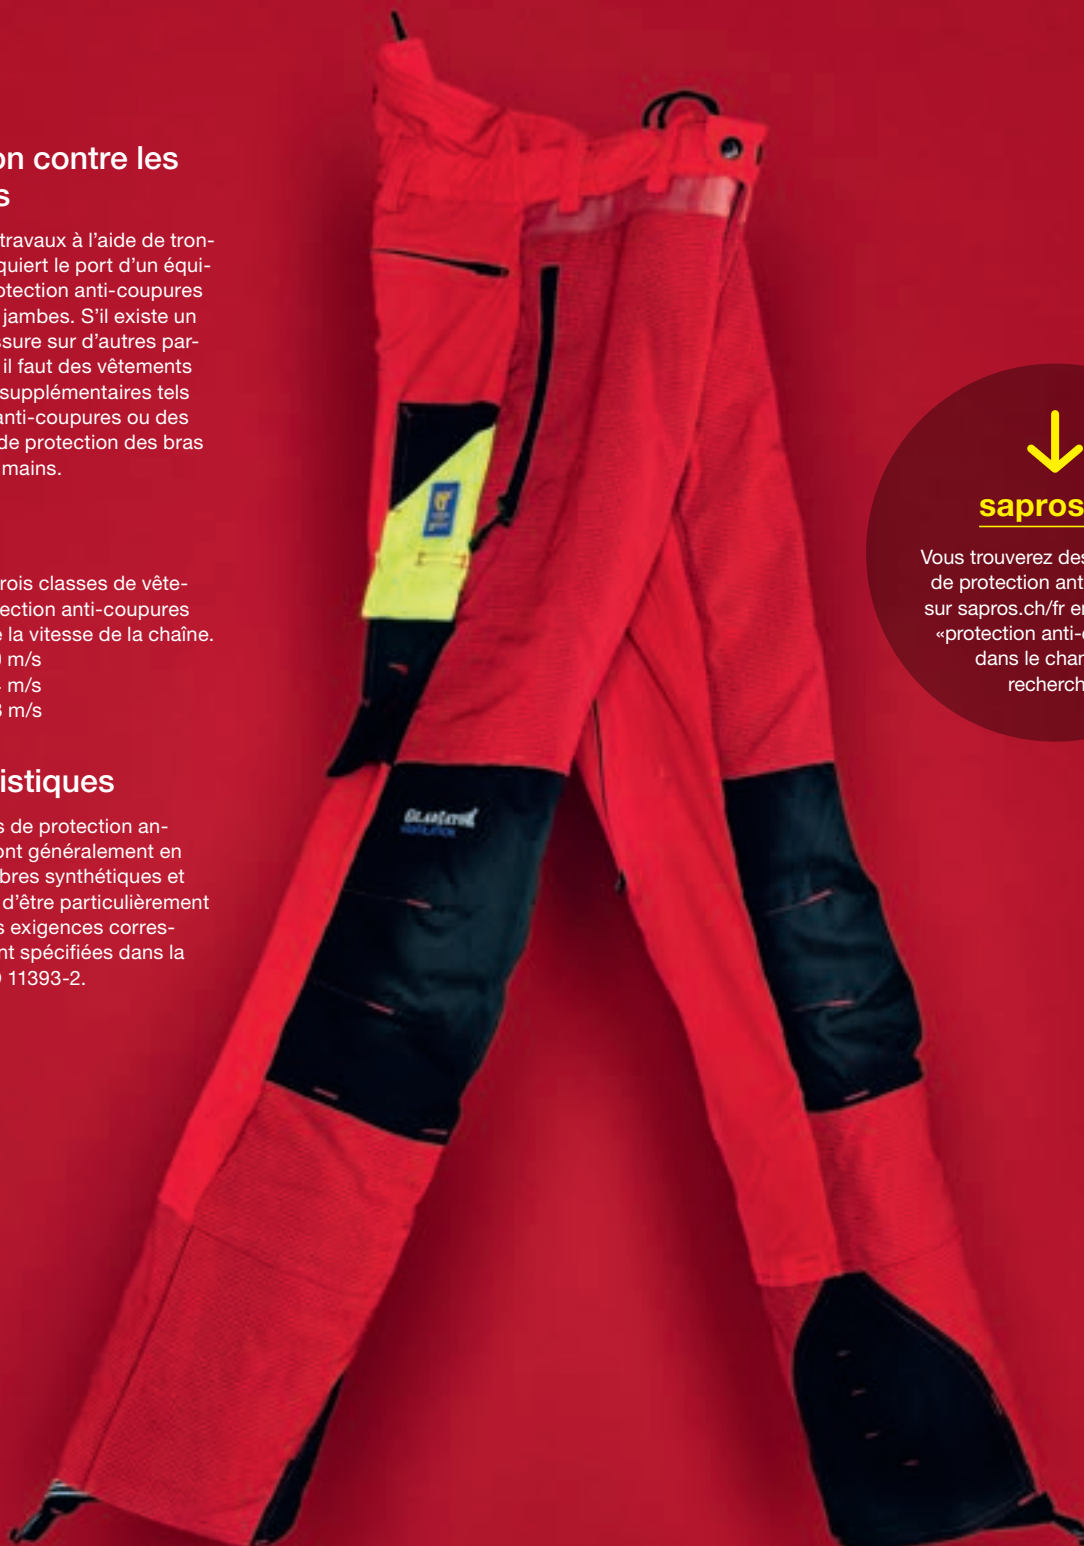 on contre les
s
travaux à l’aide de tron-
quiert le port d’un équi-
otection anti-coupures
jambes. S’il existe un
ssure sur d’autres par-
il faut des vêtements
supplémentaires tels
anti-coupures ou des
de protection des bras
mains.
rois classes de vête-
ection anti-coupures
e la vitesse de la chaîne.
m/s
m/s
m/s
istiques
s de protection an-
ont généralement en
bres synthétiques et
d’être particulièrement
s exigences corres-
nt spécifiées dans la
11393-2.
GLADIATOR
VENTILATION
sapros
Vous trouverez des
de protection ant
sur sapros.ch/fr en
«protection anti-c
dans le char
recherch